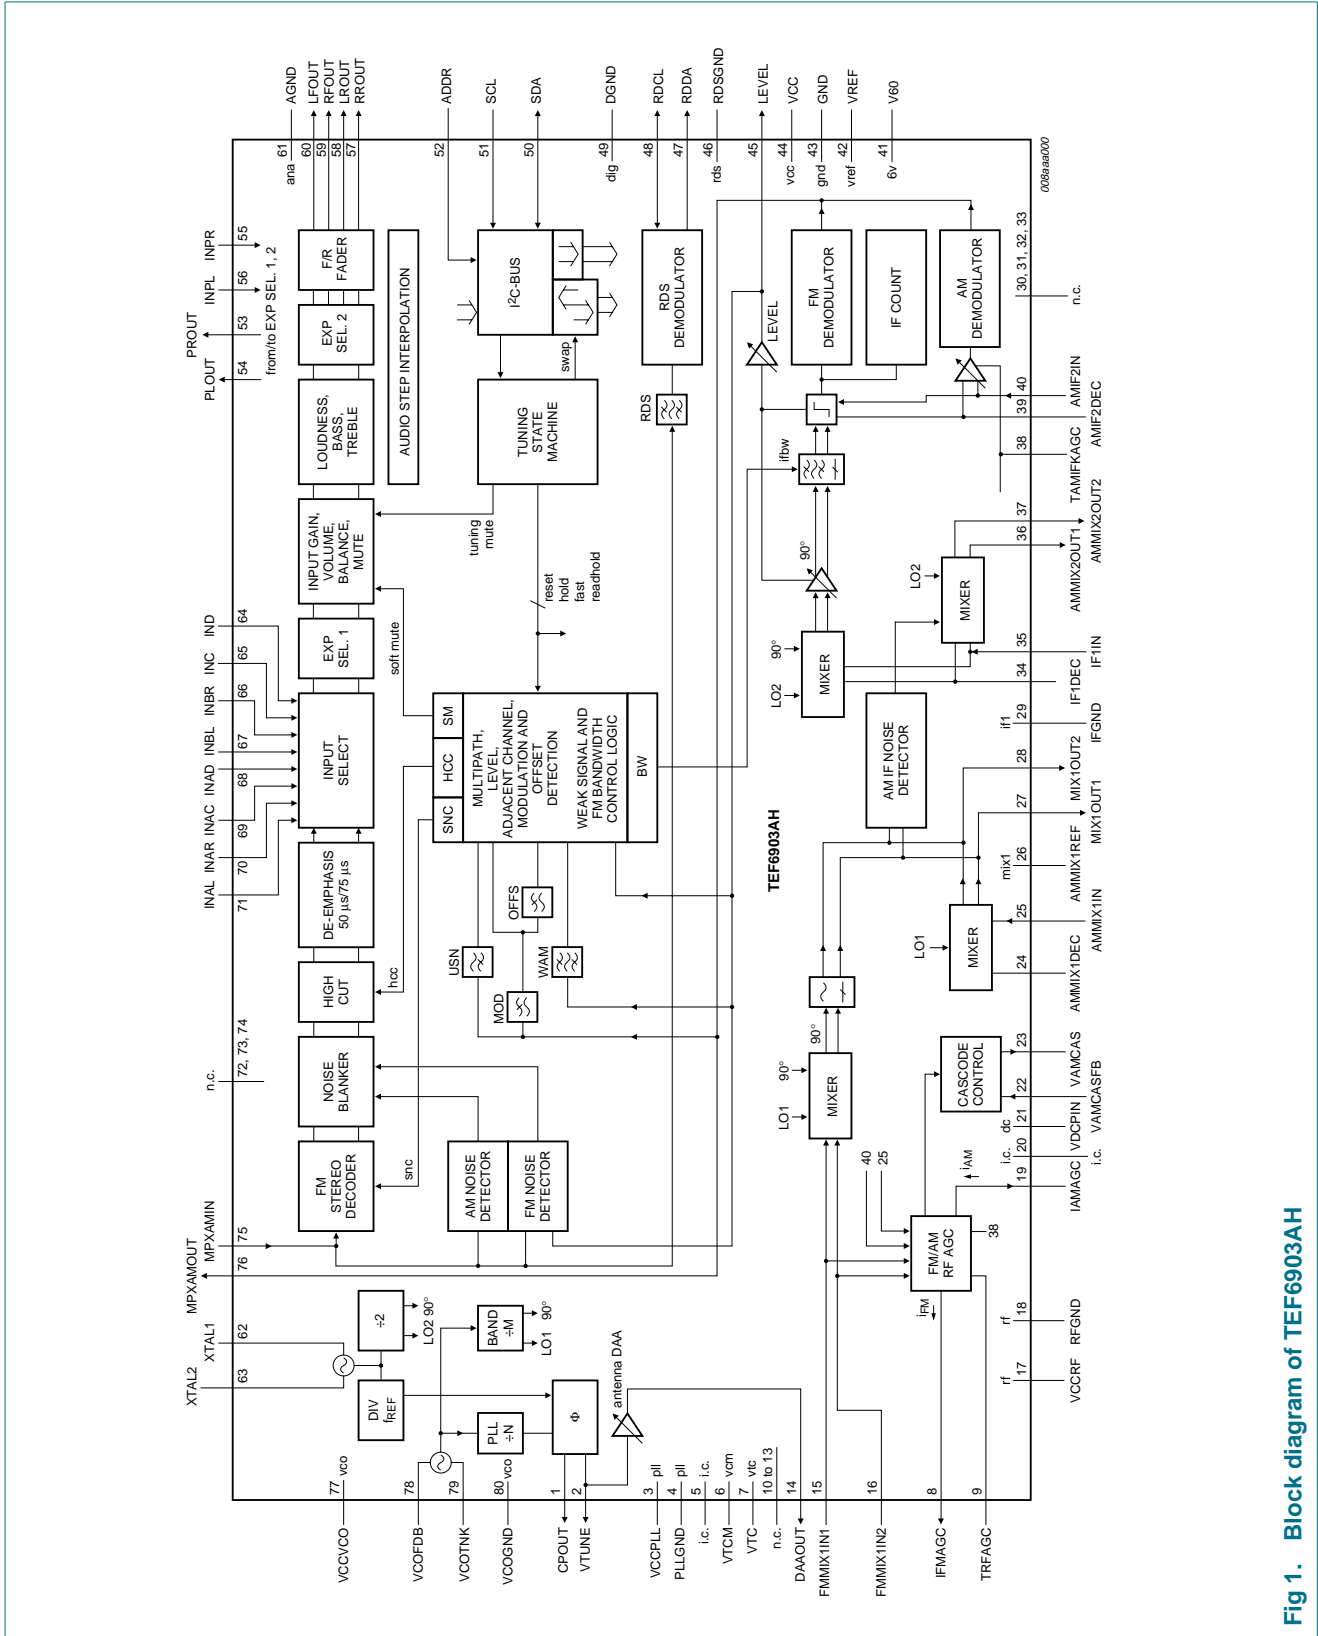 AGND
LFOUT
RFOUT
LROUT
RROUT
ADDR
SCL
SDA
DGND
RDCL
RDDA
RDSGND
LEVEL
VCC
GND
VREF
V60
61
60
59
58
57
52
51
50
49
48
47
46
45
44
43
42
41
ana
dig
rds
vcc
gnd
vref
6v
008aaa000
INPR
55
INPL
56
PROUT
53
PLOUT
54
from/to EXP SEL. 1, 2
F/R
FADER
EXP
SEL. 2
LOUDNESS,
BASS,
TREBLE
AUDIO STEP INTERPOLATION
I²C-BUS
swap
TUNING
STATE
MACHINE
RDS
DEMODULATOR
RDS
LEVEL
FM
DEMODULATOR
IF COUNT
AM
DEMODULATOR
30, 31, 32, 33
n.c.
40
AMIF2IN
39
AMIF2DEC
38
TAMIFKAGC
37
AMMIX2OUT2
36
AMMIX2OUT1
ifbw
90°
INPUT GAIN,
VOLUME,
BALANCE,
MUTE
tuning
mute
reset
hold
fast
readhold
EXP
SEL. 1
soft mute
IND
64
INC
65
INBR
66
INBL
67
INAD
68
INAC
69
INAR
70
INAL
71
INPUT
SELECT
SM
HCC
SNC
MULTIPATH,
LEVEL,
ADJACENT CHANNEL,
MODULATION AND
OFFSET
DETECTION
WEAK SIGNAL AND
FM BANDWIDTH
CONTROL LOGIC
BW
LO2
90°
MIXER
LO2
MIXER
35
IF1IN
34
IF1DEC
if1
29
IFGND
28
MIX1OUT2
27
MIX1OUT1
mix1
26
AMMIX1REF
25
AMMIX1IN
24
AMMIX1DEC
AM IF NOISE
DETECTOR
TEF6903AH
DE-EMPHASIS
50 µs/75 µs
HIGH
CUT
hcc
USN
OFFS
MOD
WAM
LO1
MIXER
n.c.
72, 73, 74
NOISE
BLANKER
FM
STEREO
DECODER
snc
AM NOISE
DETECTOR
FM NOISE
DETECTOR
LO1
90°
MIXER
90°
CASCODE
CONTROL
23
VAMCAS
22
VAMCASFB
dc
21
VDCPIN
i.c.
20
i.c.
19
IAMAGC
iAM
40
25
FM/AM
RF AGC
38
iFM
rf
18
RFGND
rf
17
VCCRF
MPXAMIN
75
MPXAMOUT
76
XTAL1
62
XTAL2
63
÷2
LO2 90°
DIV
fREF
BAND
÷M
LO1
90°
PLL
÷N
Φ
antenna DAA
77
vco
78
79
80
vco
1
2
3
pll
4
pll
5
i.c.
6
vcm
7
vtc
10 to 13
14
15
16
8
9
VCCVCO
VCOFDB
VCOTNK
VCOGND
CPOUT
VTUNE
VCCPLL
PLLGND
i.c.
VTCM
VTC
n.c.
DAAOUT
FMMIX1IN1
FMMIX1IN2
IFMAGC
TRFAGC
Fig 1. Block diagram of TEF6903AH